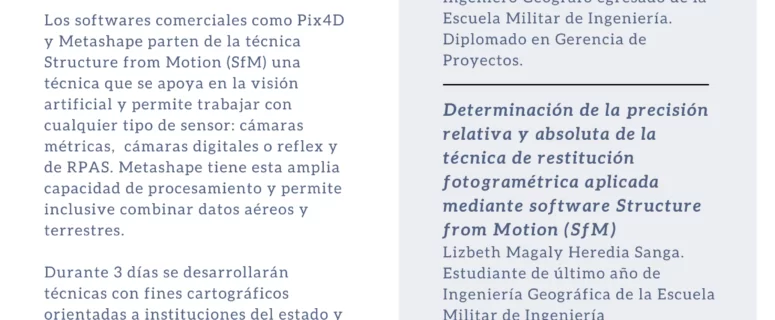 Los softwares comerciales como Pix4D
y Metashape parten de la técnica
Structure from Motion (SfM) una
técnica que se apoya en la visión
artificial y permite trabajar con
cualquier tipo de sensor: cámaras
métricas, cámaras digitales o reflex y
de RPAS. Metashape tiene esta amplia
capacidad de procesamiento y permite
inclusive combinar datos aéreos y
terrestres.
Durante 3 días se desarrollarán
técnicas con fines cartográficos
orientadas a instituciones del estado y
Ingeniero Geógrafo egresado de la
Escuela Militar de Ingeniería.
Diplomado en Gerencia de
Proyectos.
Determinación de la precisión
relativa y absoluta de la
técnica de restitución
fotogramétrica aplicada
mediante software Structure
from Motion (SfM)
Lizbeth Magaly Heredia Sanga.
Estudiante de último año de
Ingeniería Geográfica de la Escuela
Militar de Ingeniería